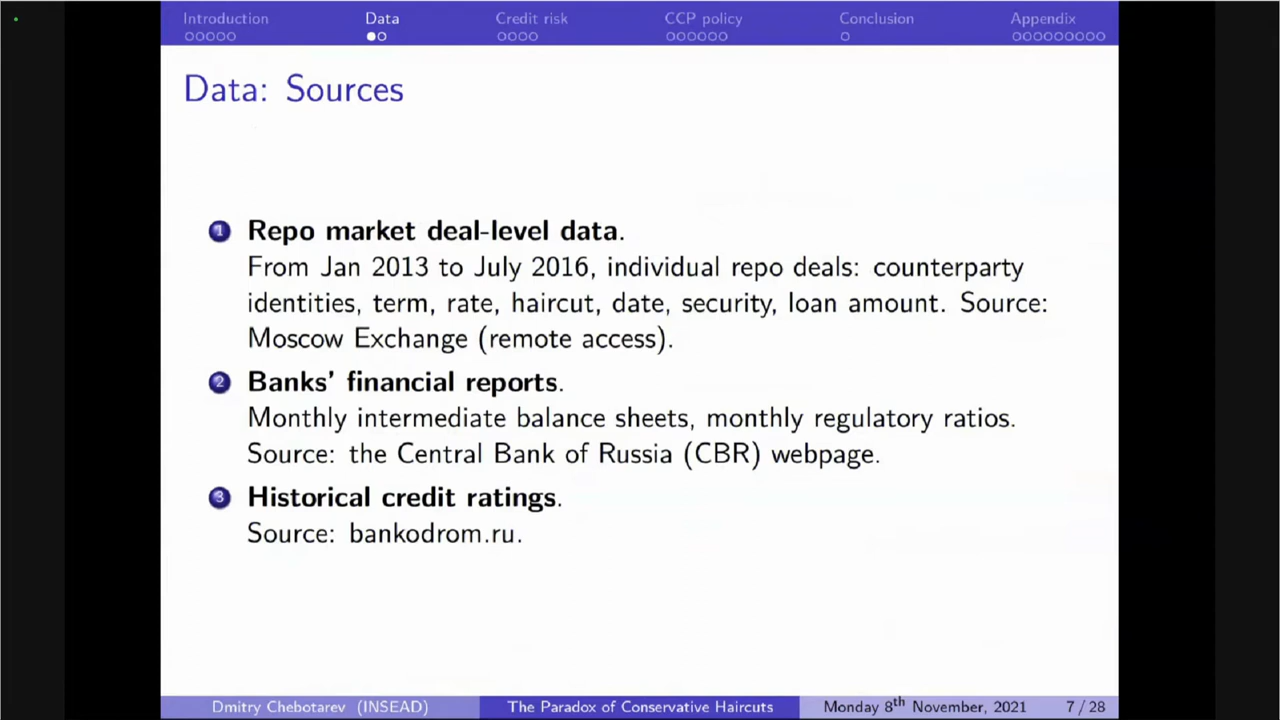 Introduction Data Credit risk CCP policy Conclusion Appendix
Data: Sources
1 Repo market deal-level data.
From Jan 2013 to July 2016, individual repo deals: counterparty
identities, term, rate, haircut, date, security, loan amount. Source:
Moscow Exchange (remote access).
2 Banks' financial reports.
Monthly intermediate balance sheets, monthly regulatory ratios.
Source: the Central Bank of Russia (CBR) webpage.
3 Historical credit ratings.
Source: bankodrom.ru.
Dmitry Chebotarev (INSEAD) The Paradox of Conservative Haircuts Monday 8th November, 2021 7 / 28